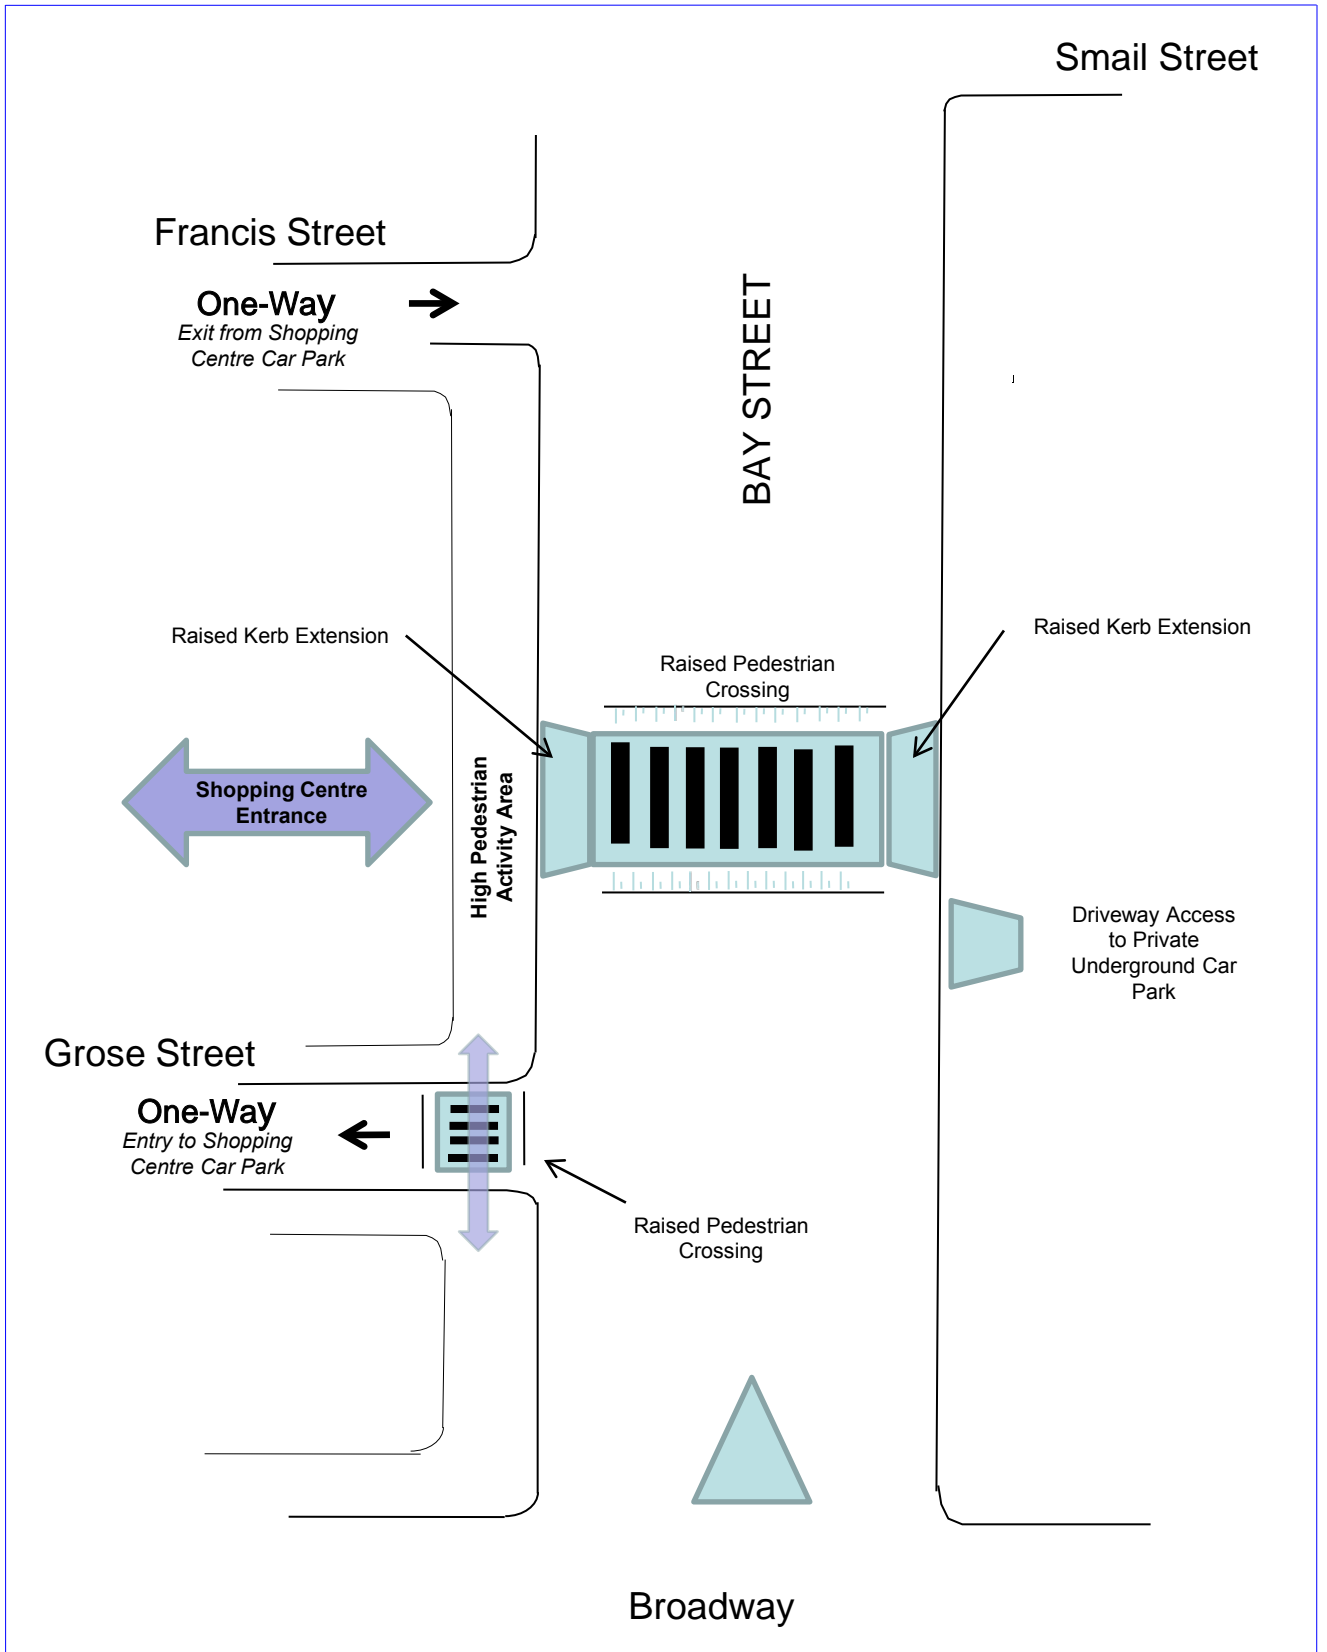 Smail Street
Francis Street
One-Way
Exit from Shopping
Centre Car Park
BAY STREET
Raised Kerb Extension
Raised Pedestrian
Crossing
Raised Kerb Extension
Shopping Centre
Entrance
High Pedestrian
Activity Area
Driveway Access
to Private
Underground Car
Park
Grose Street
One-Way
Entry to Shopping
Centre Car Park
Raised Pedestrian
Crossing
Broadway